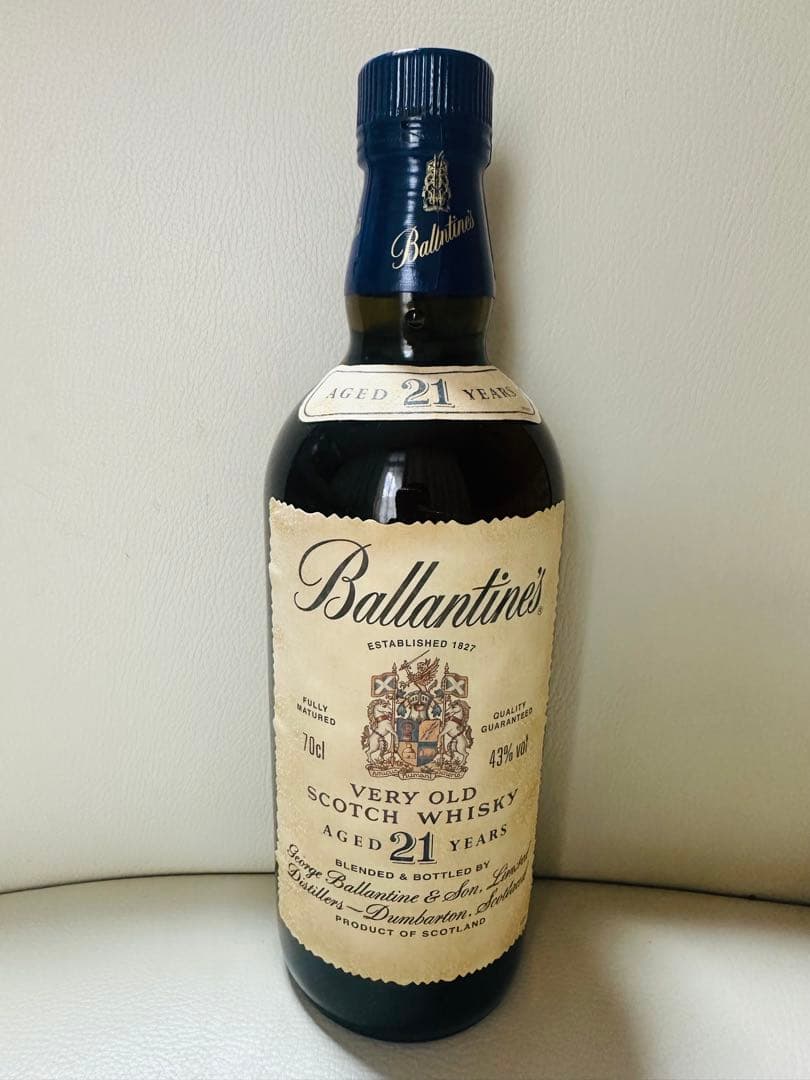 Ballantine's
AGED 21 YEARS
Ballantine's®
ESTABLISHED 1827
FULLY
MATURED
70cl
QUALITY
GUARANTEED
43% vol
VERY OLD
SCOTCH WHISKY
AGED 21 YEARS
BLENDED & BOTTLED BY
George Ballantine & Son, Limited
Distillers—Dumbarton, Scotland
PRODUCT OF SCOTLAND